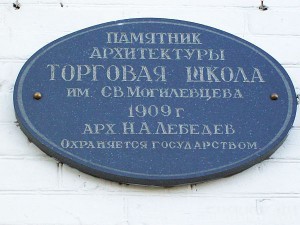 ПАМЯТНИК
АРХИТЕКТУРЫ
ТОРГОВАЯ ШКОЛА
ИМ. С.В МОГИЛЕВЦЕВА
1909 г
АРХ. Н.А ЛЕБЕДЕВ
ОХРАНЯЕТСЯ ГОСУДАРСТВОМ